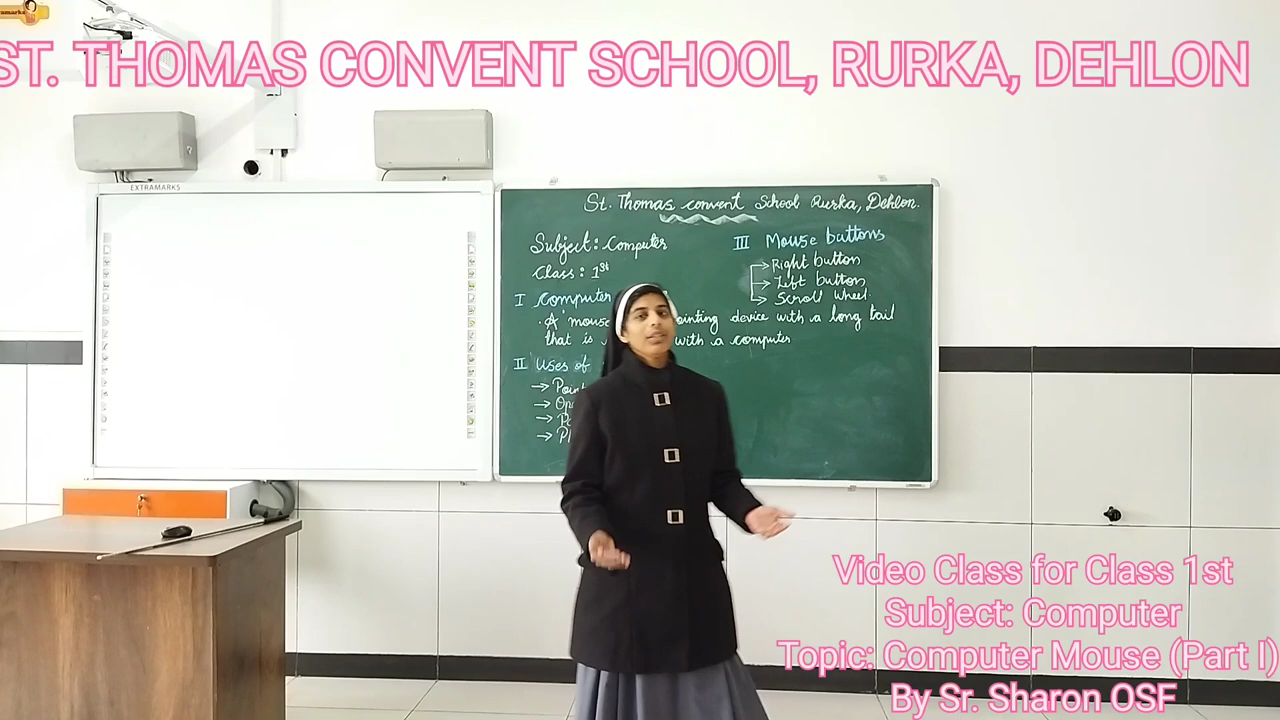 ST. THOMAS CONVENT SCHOOL, RURKA, DEHLON
EXTRAMARKS
St. Thomas convent School Rurka, Dehlon.
Subject: Computer
Class: 1st
I Computer
. A mouse pointing device with a long tail
that is with a computer
II Uses of
→
→
→
→
III Mouse buttons
→ Right button
→ Left button
→ Scroll Wheel.
Video Class for Class 1st
Subject: Computer
Topic: Computer Mouse (Part I)
By Sr. Sharon OSF